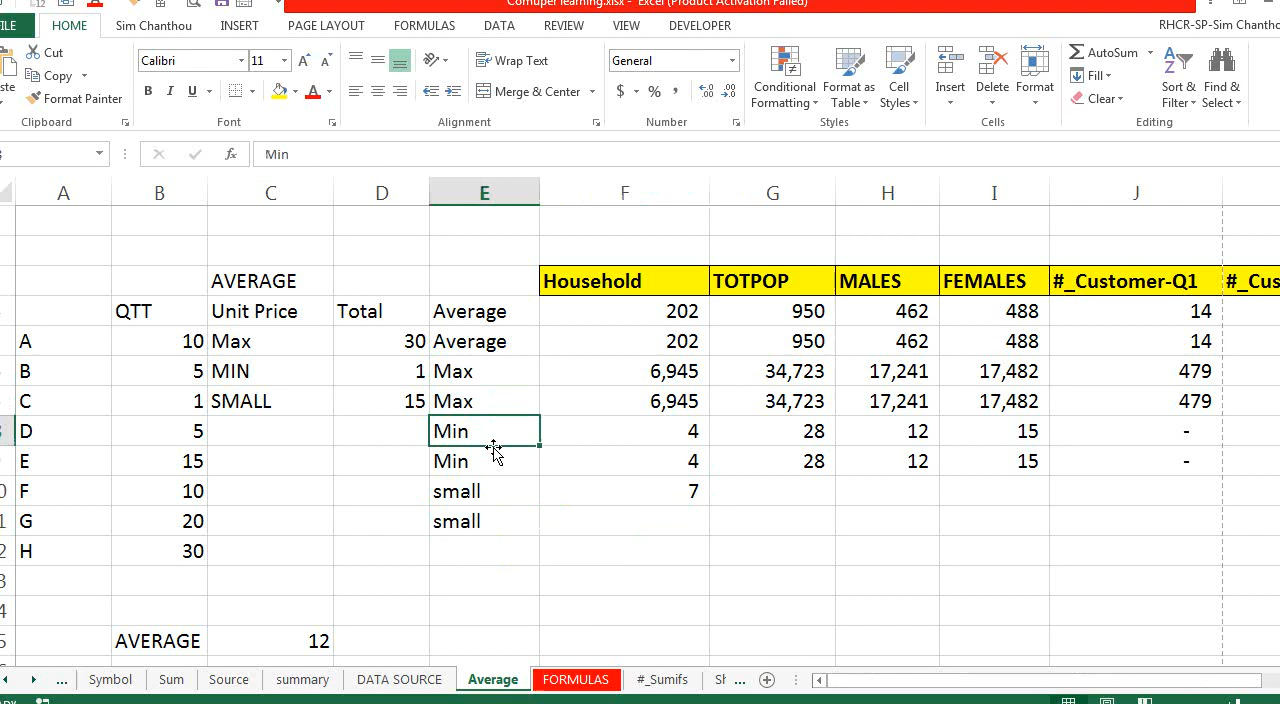 Comuper learning.xlsx - Excel (Product Activation Failed)
HOME Sim Chanthou INSERT PAGE LAYOUT FORMULAS DATA REVIEW VIEW DEVELOPER RHCR-SP-Sim Chantho
Cut Calibri 11 Wrap Text General AutoSum
Copy Fill
Format Painter Merge & Center Clear
Conditional Formatting Format as Table Cell Styles Insert Delete Format Sort & Filter Find & Select
Clipboard Font Alignment Number Styles Cells Editing
fx Min
A B C D E F G H I J
AVERAGE Household TOTPOP MALES FEMALES #_Customer-Q1 #_Cus
QTT Unit Price Total Average 202 950 462 488 14
A 10 Max 30 Average 202 950 462 488 14
B 5 MIN 1 Max 6,945 34,723 17,241 17,482 479
C 1 SMALL 15 Max 6,945 34,723 17,241 17,482 479
D 5 Min 4 28 12 15 -
E 15 Min 4 28 12 15 -
F 10 small 7
G 20 small
H 30
AVERAGE 12
... Symbol Sum Source summary DATA SOURCE Average FORMULAS #_Sumifs Sh ...